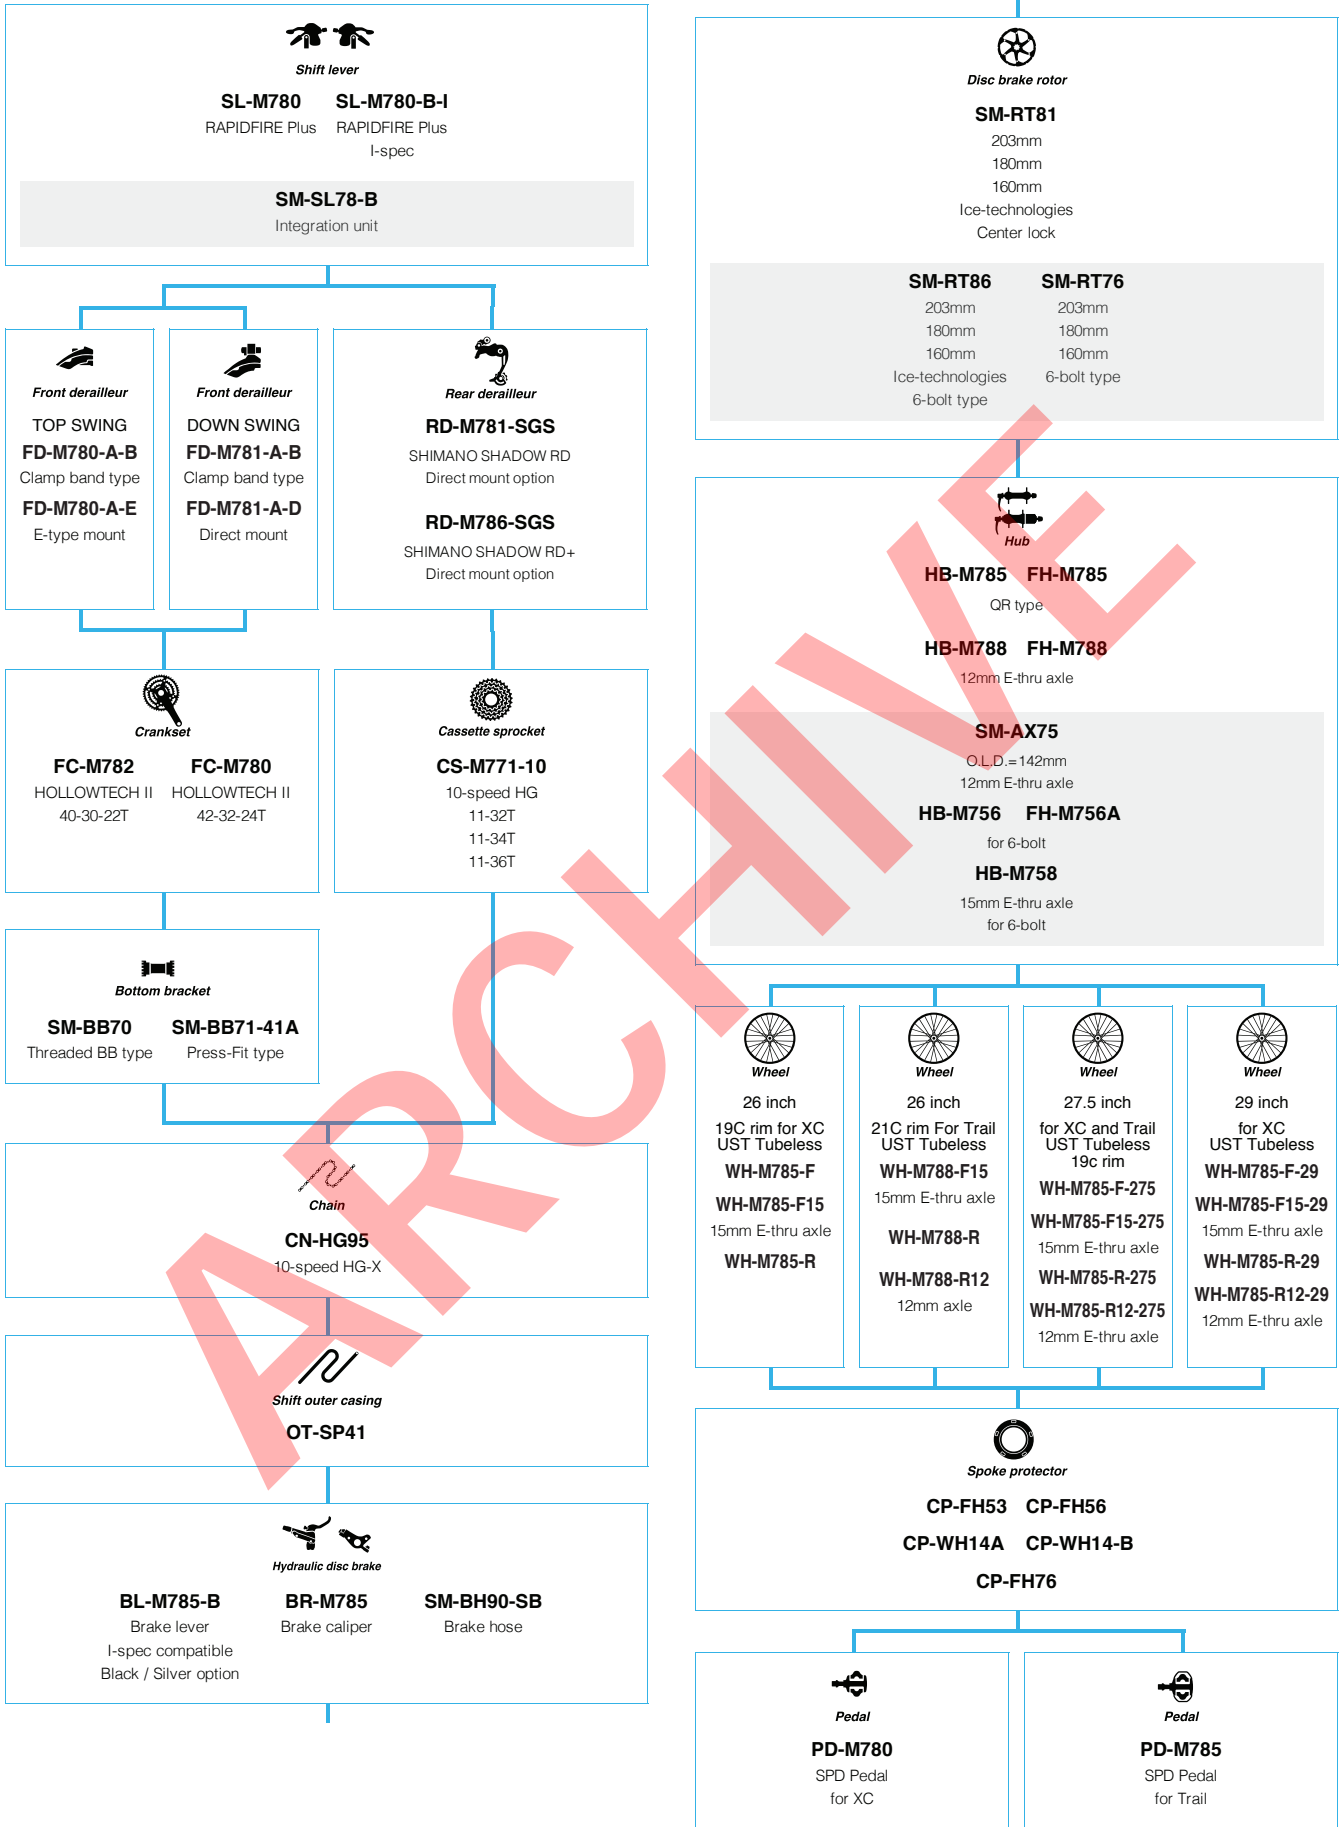 Shift lever
SL-M780 SL-M780-B-I
RAPIDFIRE Plus RAPIDFIRE Plus
I-spec
SM-SL78-B
Integration unit
Front derailleur
TOP SWING
FD-M780-A-B
Clamp band type
FD-M780-A-E
E-type mount
Front derailleur
DOWN SWING
FD-M781-A-B
Clamp band type
FD-M781-A-D
Direct mount
Rear derailleur
RD-M781-SGS
SHIMANO SHADOW RD
Direct mount option
RD-M786-SGS
SHIMANO SHADOW RD+
Direct mount option
Crankset
FC-M782 FC-M780
HOLLOWTECH II HOLLOWTECH II
40-30-22T 42-32-24T
Cassette sprocket
CS-M771-10
10-speed HG
11-32T
11-34T
11-36T
Bottom bracket
SM-BB70 SM-BB71-41A
Threaded BB type Press-Fit type
Chain
CN-HG95
10-speed HG-X
Shift outer casing
OT-SP41
Hydraulic disc brake
BL-M785-B BR-M785 SM-BH90-SB
Brake lever Brake caliper Brake hose
I-spec compatible
Black / Silver option
Disc brake rotor
SM-RT81
203mm
180mm
160mm
Ice-technologies
Center lock
SM-RT86 SM-RT76
203mm 203mm
180mm 180mm
160mm 160mm
Ice-technologies 6-bolt type
6-bolt type
Hub
HB-M785 FH-M785
QR type
HB-M788 FH-M788
12mm E-thru axle
SM-AX75
O.L.D.=142mm
12mm E-thru axle
HB-M756 FH-M756A
for 6-bolt
HB-M758
15mm E-thru axle
for 6-bolt
Wheel
26 inch
19C rim for XC
UST Tubeless
WH-M785-F
WH-M785-F15
15mm E-thru axle
WH-M785-R
Wheel
26 inch
21C rim For Trail
UST Tubeless
WH-M788-F15
15mm E-thru axle
WH-M788-R
WH-M788-R12
12mm axle
Wheel
27.5 inch
for XC and Trail
UST Tubeless
19c rim
WH-M785-F-275
WH-M785-F15-275
15mm E-thru axle
WH-M785-R-275
WH-M785-R12-275
12mm E-thru axle
Wheel
29 inch
for XC
UST Tubeless
WH-M785-F-29
WH-M785-F15-29
15mm E-thru axle
WH-M785-R-29
WH-M785-R12-29
12mm E-thru axle
Spoke protector
CP-FH53 CP-FH56
CP-WH14A CP-WH14-B
CP-FH76
Pedal
PD-M780
SPD Pedal
for XC
Pedal
PD-M785
SPD Pedal
for Trail
ARCHIVE